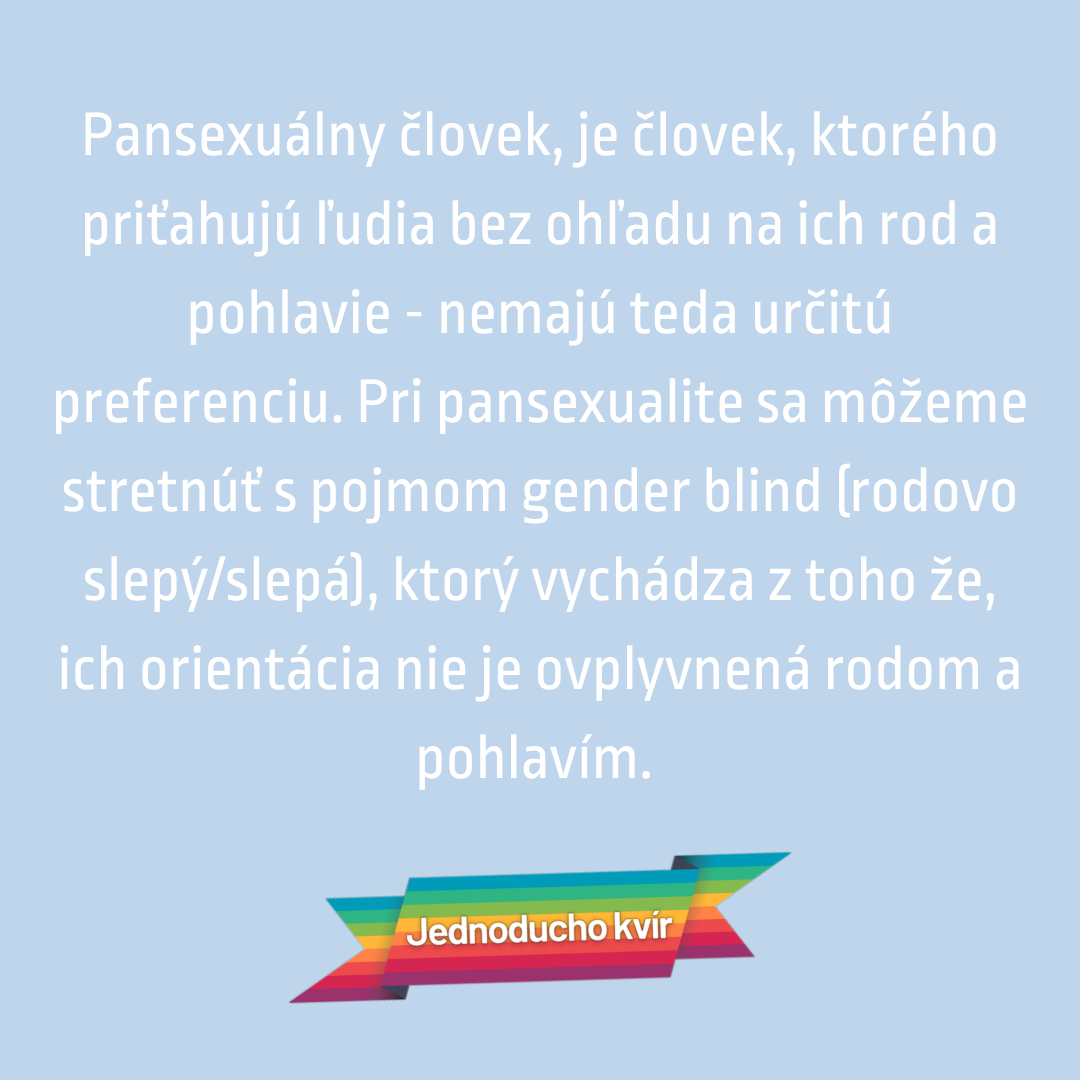 Pansexuálny človek, je človek, ktorého
priťahujú ľudia bez ohľadu na ich rod a
pohlavie - nemajú teda určitú
preferenciu. Pri pansexualite sa môžeme
stretnúť s pojmom gender blind (rodovo
slepý/slepá), ktorý vychádza z toho že,
ich orientácia nie je ovplyvnená rodom a
pohlavím.
Jednoducho kvír